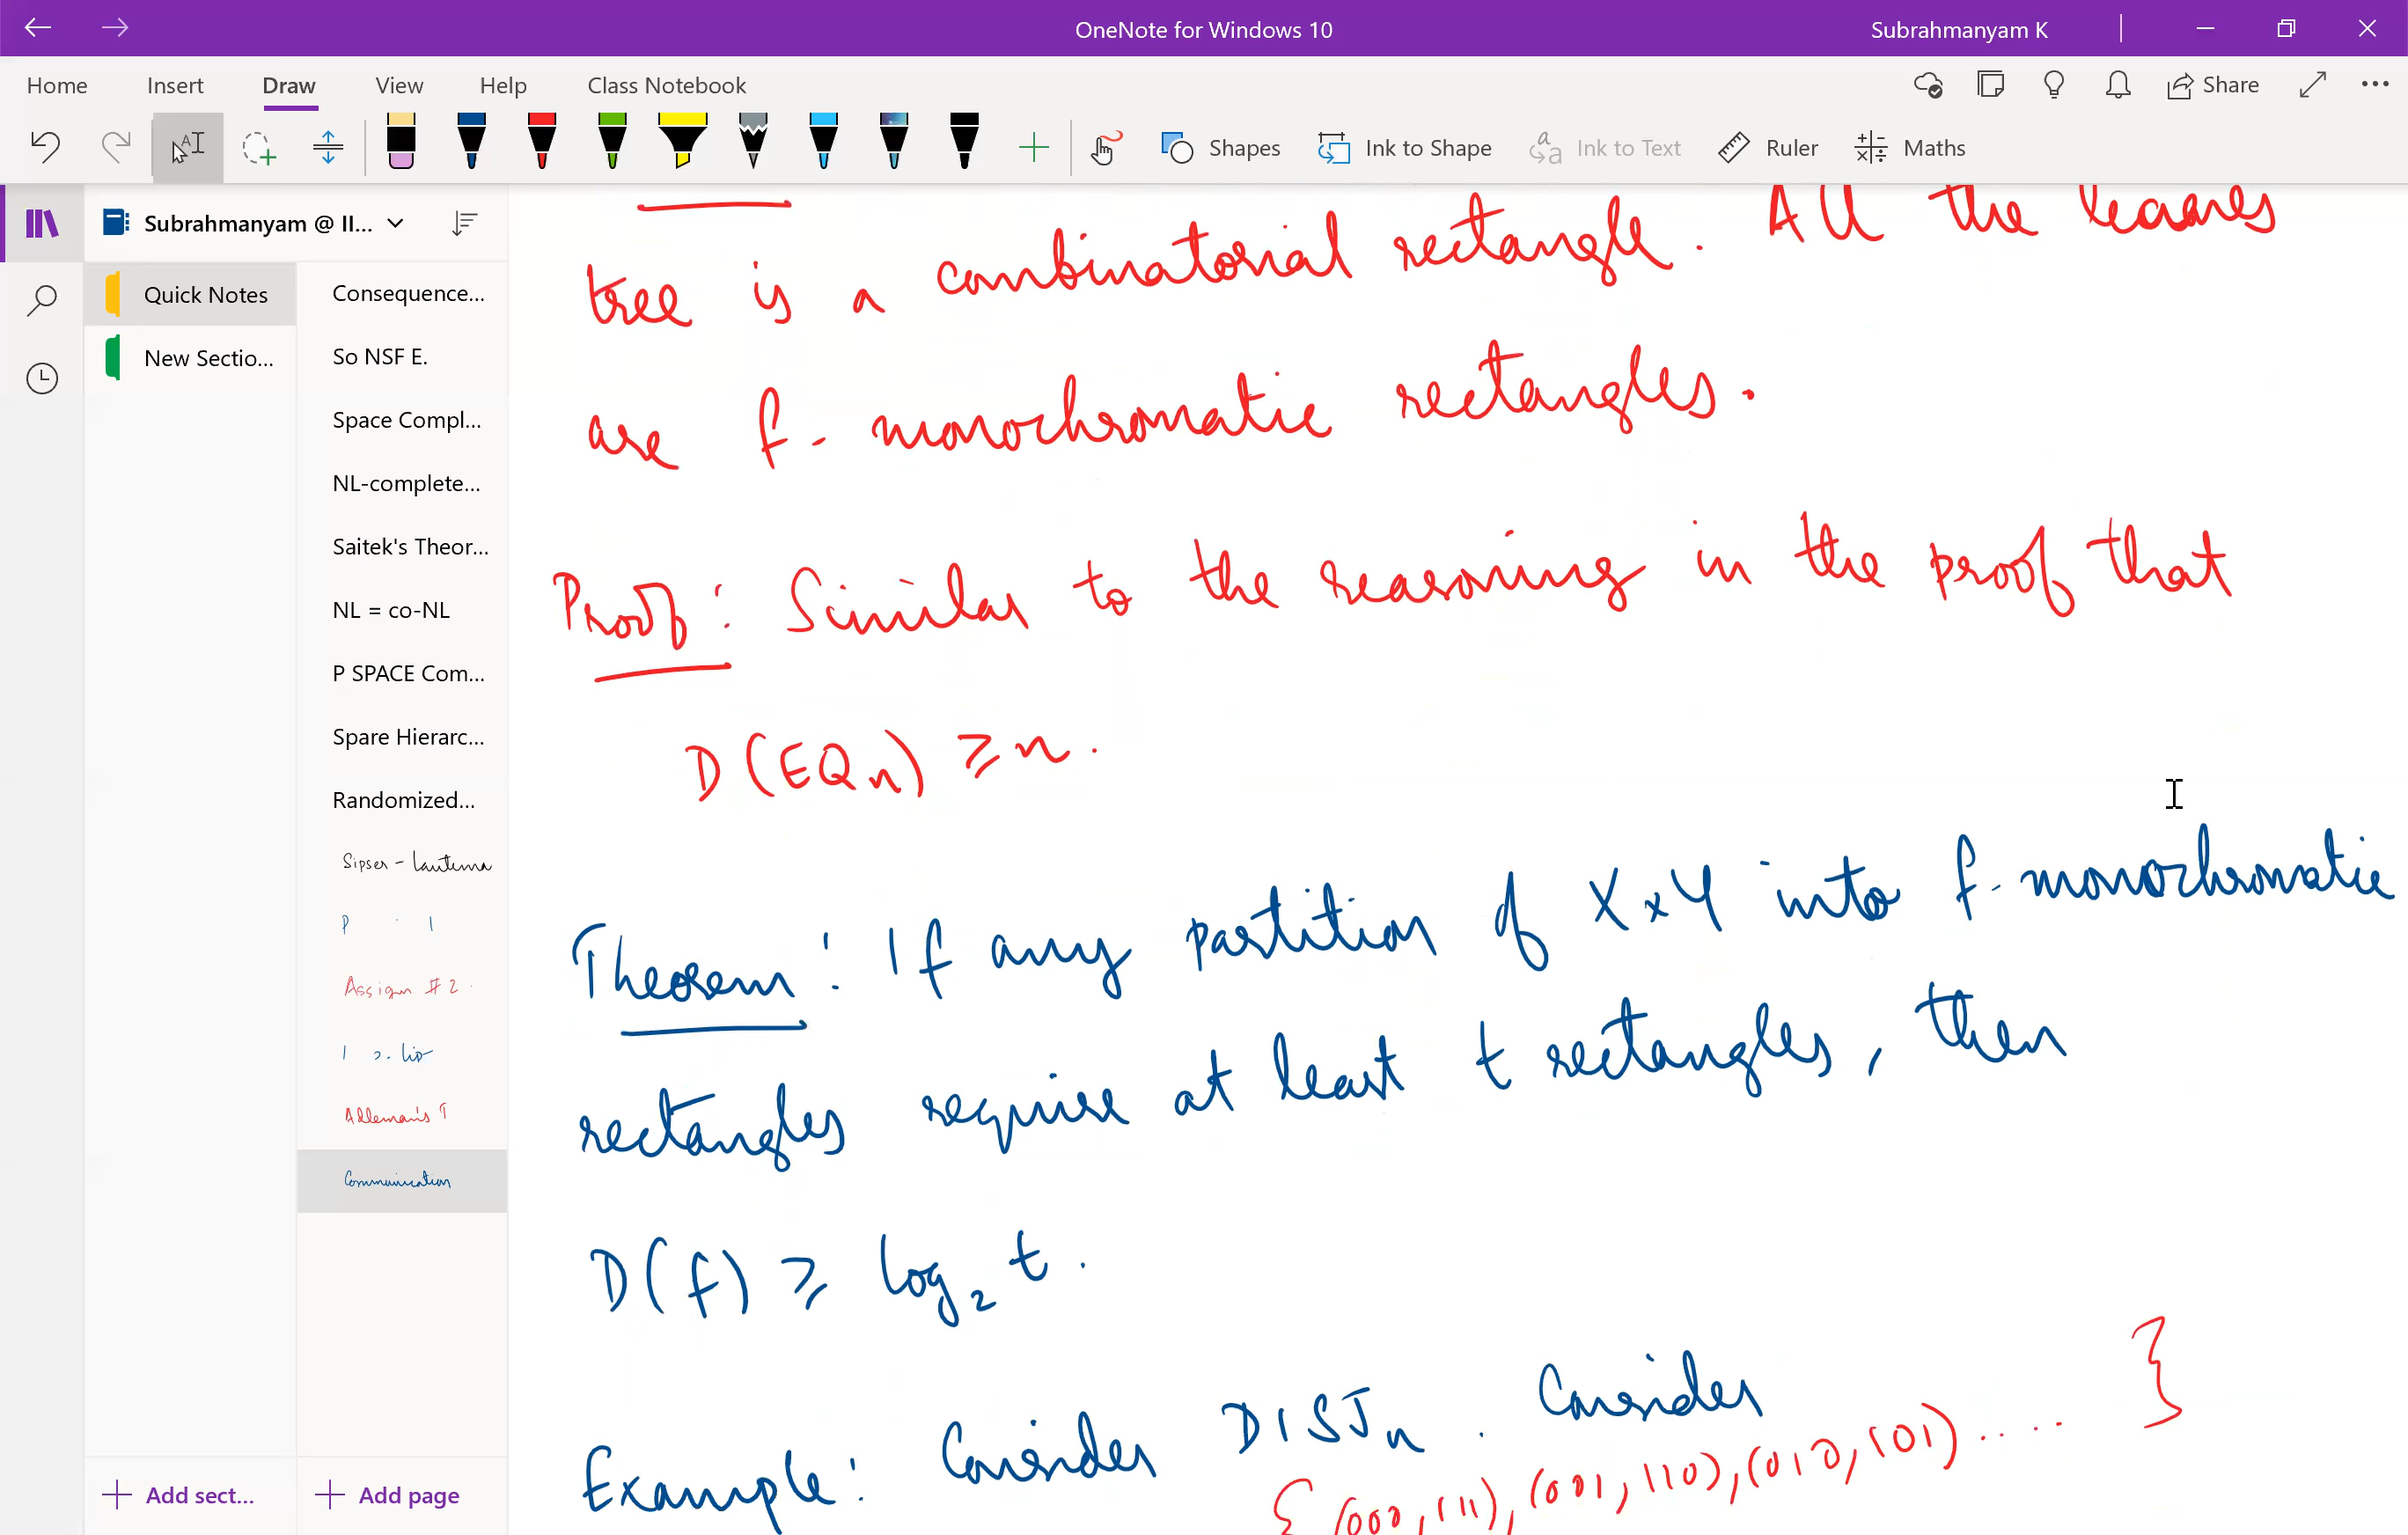 OneNote for Windows 10
Subrahmanyam K
Home Insert Draw View Help Class Notebook
Share
Shapes Ink to Shape Ink to Text Ruler Maths
Subrahmanyam @ II...
Quick Notes
New Sectio...
Consequence...
So NSF E.
Space Compl...
NL-complete...
Saitek's Theor...
NL = co-NL
P SPACE Com...
Spare Hierarc...
Randomized...
Sipser - Lautema
Assign # 2.
Communication
Add sect...
Add page
tree is a combinatorial rectangle. All the leaves
are f- monochromatic rectangles.
Proof: Similar to the reasoning in the proof that
D(EQn) ≥ n.
Theorem: If any partition of X×Y into f-monochromatic
rectangles require at least t rectangles, then
D(f) ≥ log₂ t.
Example: Consider DISJn. Consider
{ (000,111), (001,110), (010,101) .... }